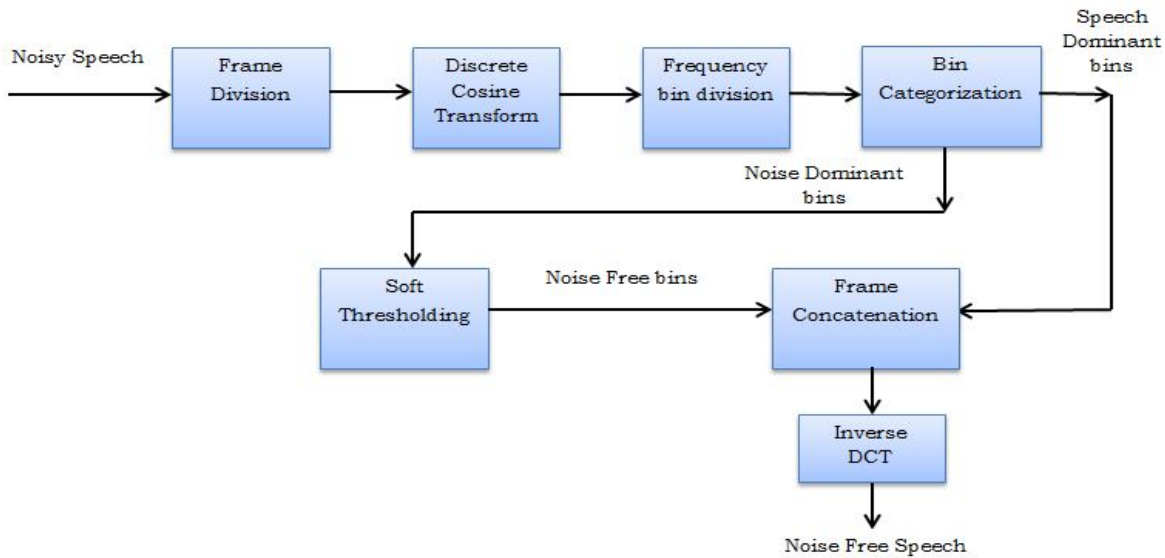 Noisy Speech
Frame
Division
Discrete
Cosine
Transform
Frequency
bin division
Bin
Categorization
Speech
Dominant
bins
Noise Dominant
bins
Soft
Thresholding
Noise Free bins
Frame
Concatenation
Inverse
DCT
Noise Free Speech